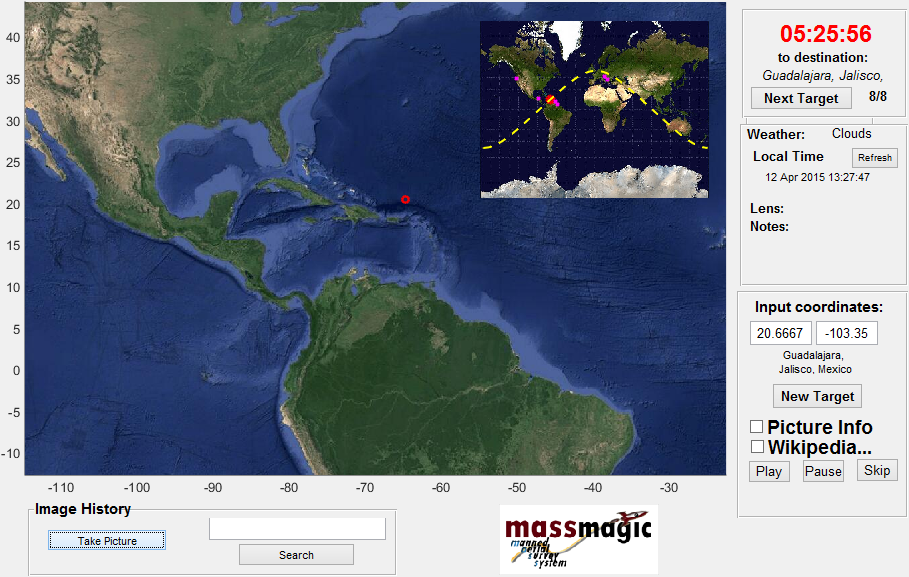 05:25:56
to destination:
Guadalajara, Jalisco,
Next Target 8/8
Weather: Clouds
Local Time Refresh
12 Apr 2015 13:27:47
Lens:
Notes:
Input coordinates:
20.6667 -103.35
Guadalajara,
Jalisco, Mexico
New Target
Picture Info
Wikipedia...
Play Pause Skip
40
35
30
25
20
15
10
5
0
-5
-10
-110 -100 -90 -80 -70 -60 -50 -40 -30
Image History
Take Picture
Search
massmagic
manned
aerial
survey
system